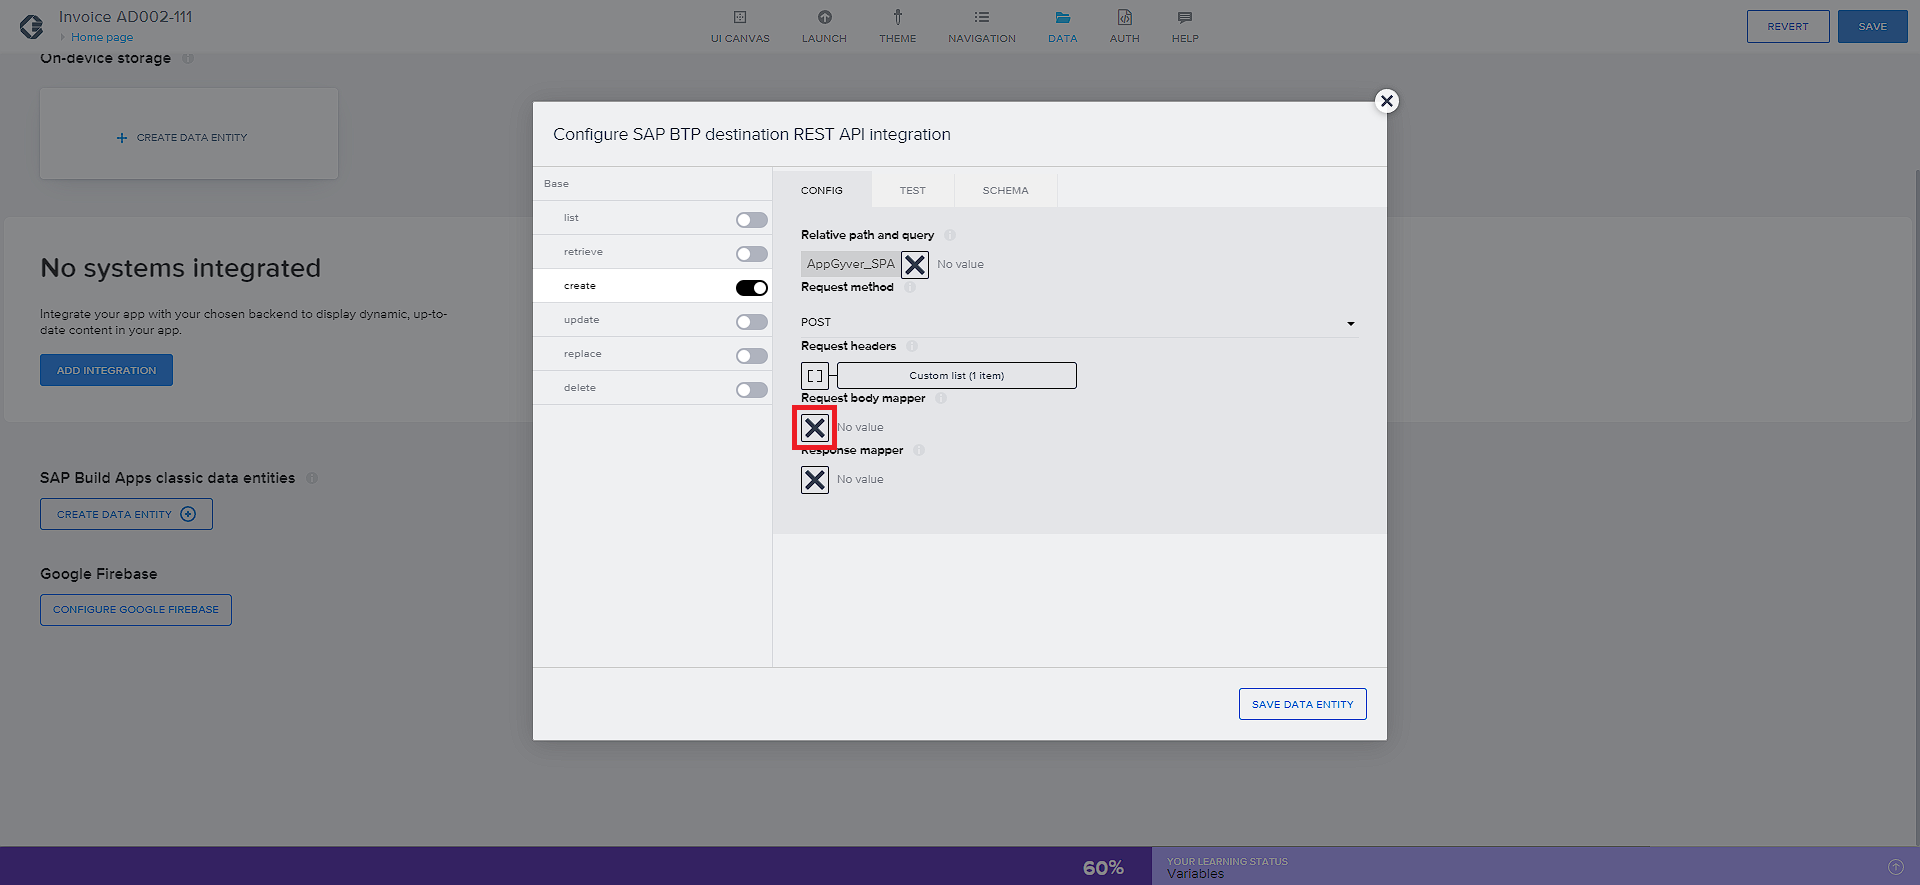 Invoice AD002-111
Home page
UI CANVAS
LAUNCH
THEME
NAVIGATION
DATA
AUTH
HELP
REVERT
SAVE
On-device storage
CREATE DATA ENTITY
No systems integrated
Integrate your app with your chosen backend to display dynamic, up-to-
date content in your app.
ADD INTEGRATION
SAP Build Apps classic data entities
CREATE DATA ENTITY
Google Firebase
CONFIGURE GOOGLE FIREBASE
Configure SAP BTP destination REST API integration
Base
list
retrieve
create
update
replace
delete
CONFIG
TEST
SCHEMA
Relative path and query
AppGyver_SPA
No value
Request method
POST
Request headers
Custom list (1 item)
Request body mapper
No value
Response mapper
No value
SAVE DATA ENTITY
60%
YOUR LEARNING STATUS
Variables